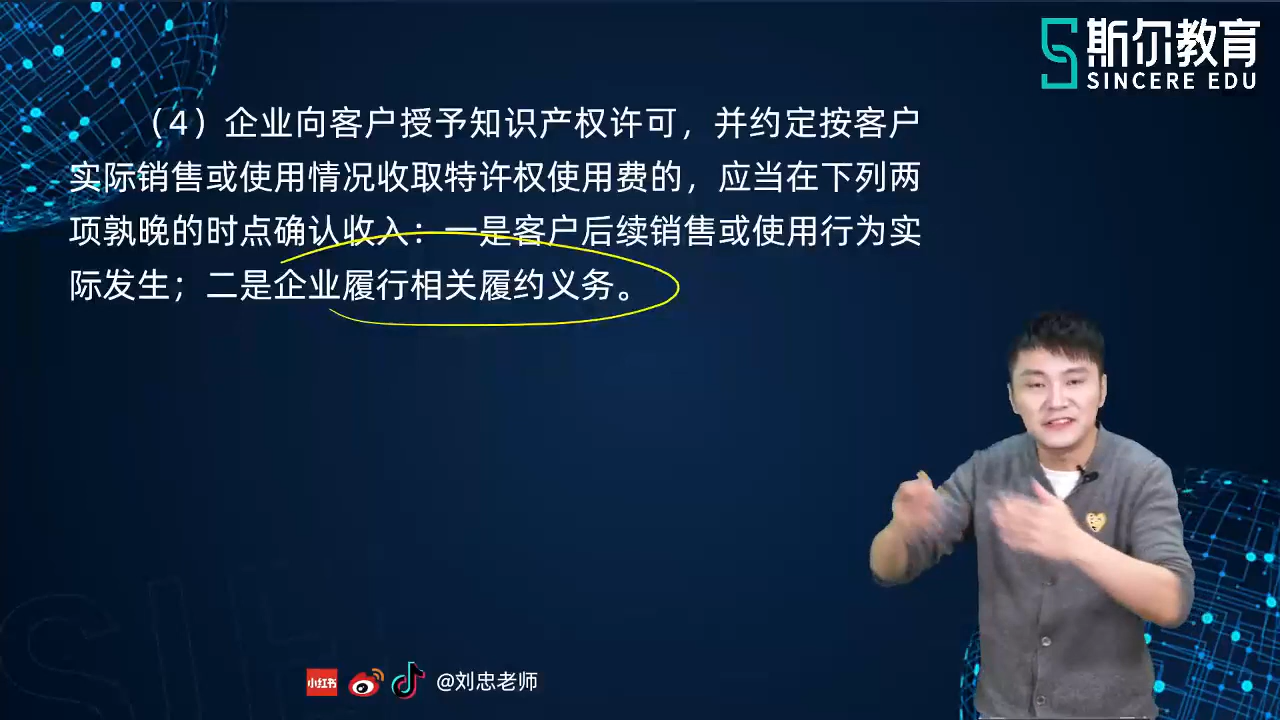 斯尔教育
SINCERE EDU
（4）企业向客户授予知识产权许可，并约定按客户
实际销售或使用情况收取特许权使用费的，应当在下列两
项孰晚的时点确认收入：一是客户后续销售或使用行为实
际发生；二是企业履行相关履约义务。
小红书
@刘忠老师